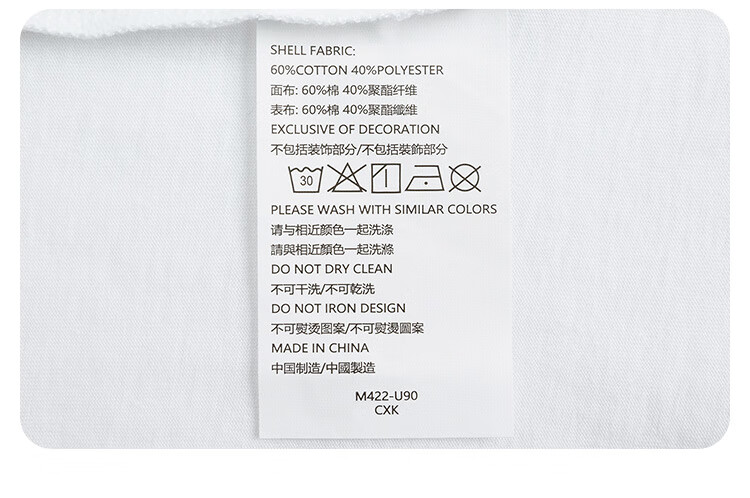 SHELL FABRIC:
60%COTTON 40%POLYESTER
面布: 60%棉 40%聚酯纤维
表布: 60%棉 40%聚酯纖維
EXCLUSIVE OF DECORATION
不包括装饰部分/不包括裝飾部分
30
PLEASE WASH WITH SIMILAR COLORS
请与相近颜色一起洗涤
請與相近顏色一起洗滌
DO NOT DRY CLEAN
不可干洗/不可乾洗
DO NOT IRON DESIGN
不可熨烫图案/不可熨燙圖案
MADE IN CHINA
中国制造/中國製造
M422-U90
CXK